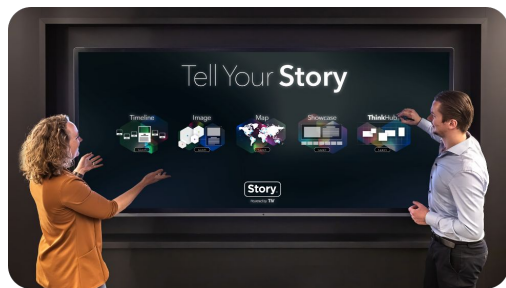 Tell Your Story
Timeline
Image
Map
Showcase
ThinkHub
Story